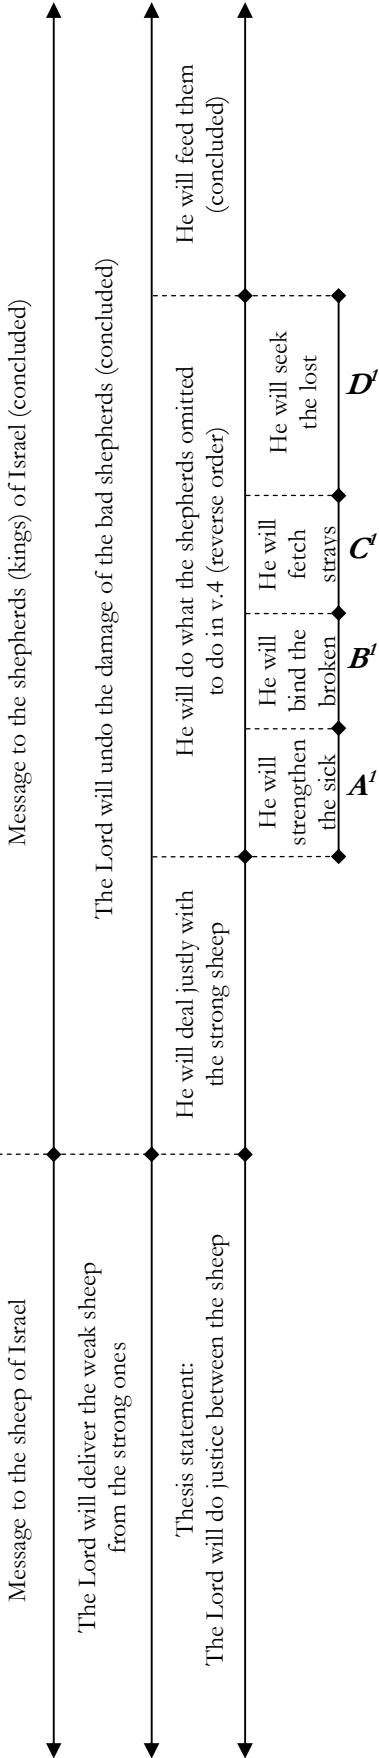 Message to the shepherds (kings) of Israel (concluded)
The Lord will undo the damage of the bad shepherds (concluded)
He will feed them
(concluded)
He will do what the shepherds omitted
to do in v.4 (reverse order)
He will seek
the lost
D¹
He will
fetch
strays
C¹
He will
bind the
broken
B¹
He will
strengthen
the sick
A¹
He will deal justly with
the strong sheep
Message to the sheep of Israel
The Lord will deliver the weak sheep
from the strong ones
Thesis statement:
The Lord will do justice between the sheep